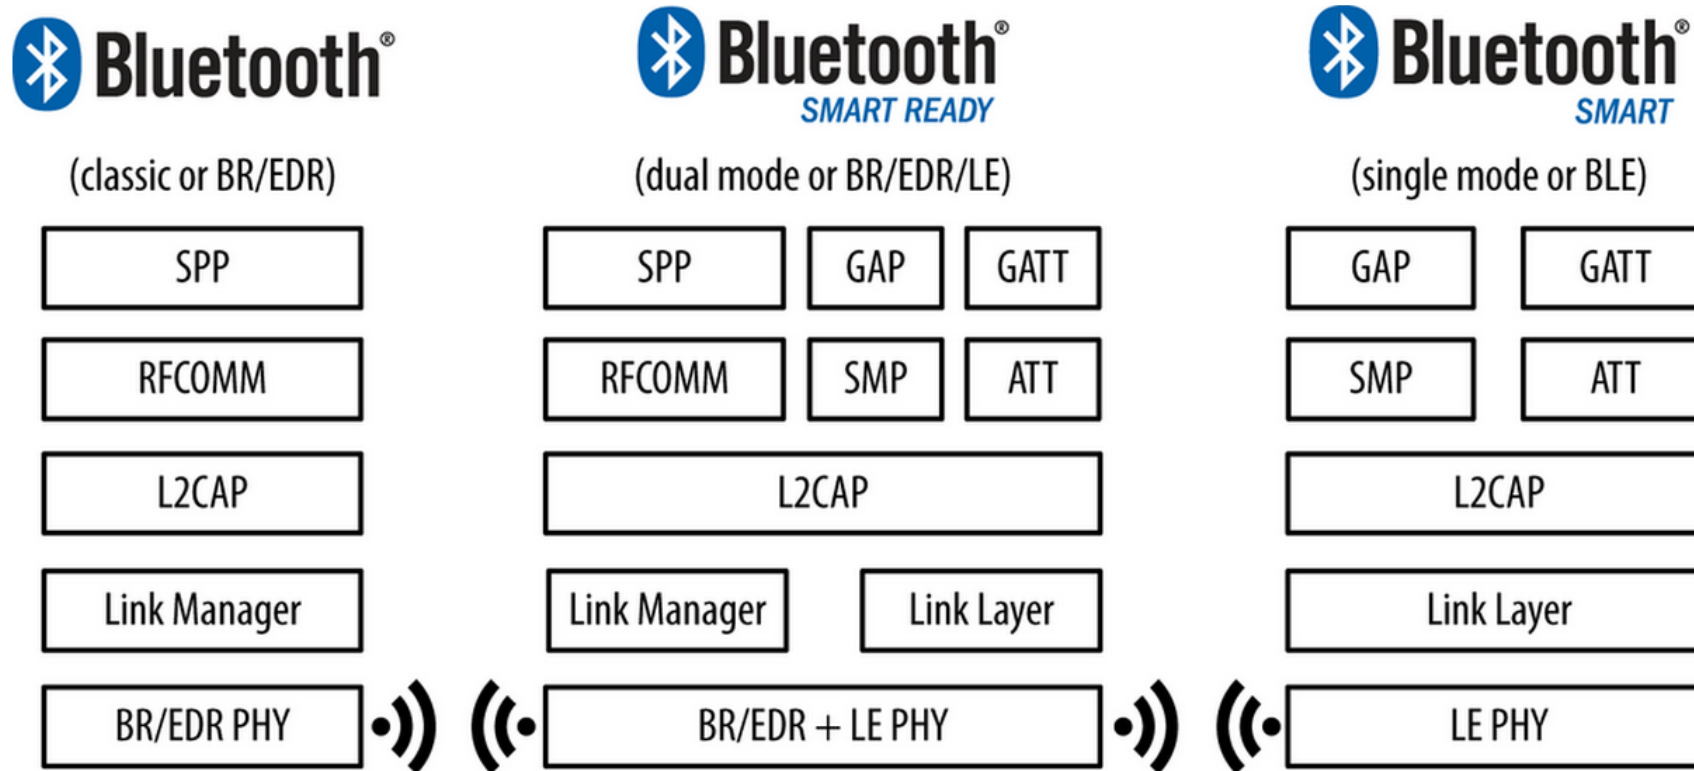 Bluetooth®
(classic or BR/EDR)
SPP
RFCOMM
L2CAP
Link Manager
BR/EDR PHY
Bluetooth®
SMART READY
(dual mode or BR/EDR/LE)
SPP GAP GATT
RFCOMM SMP ATT
L2CAP
Link Manager Link Layer
BR/EDR + LE PHY
Bluetooth®
SMART
(single mode or BLE)
GAP GATT
SMP ATT
L2CAP
Link Layer
LE PHY